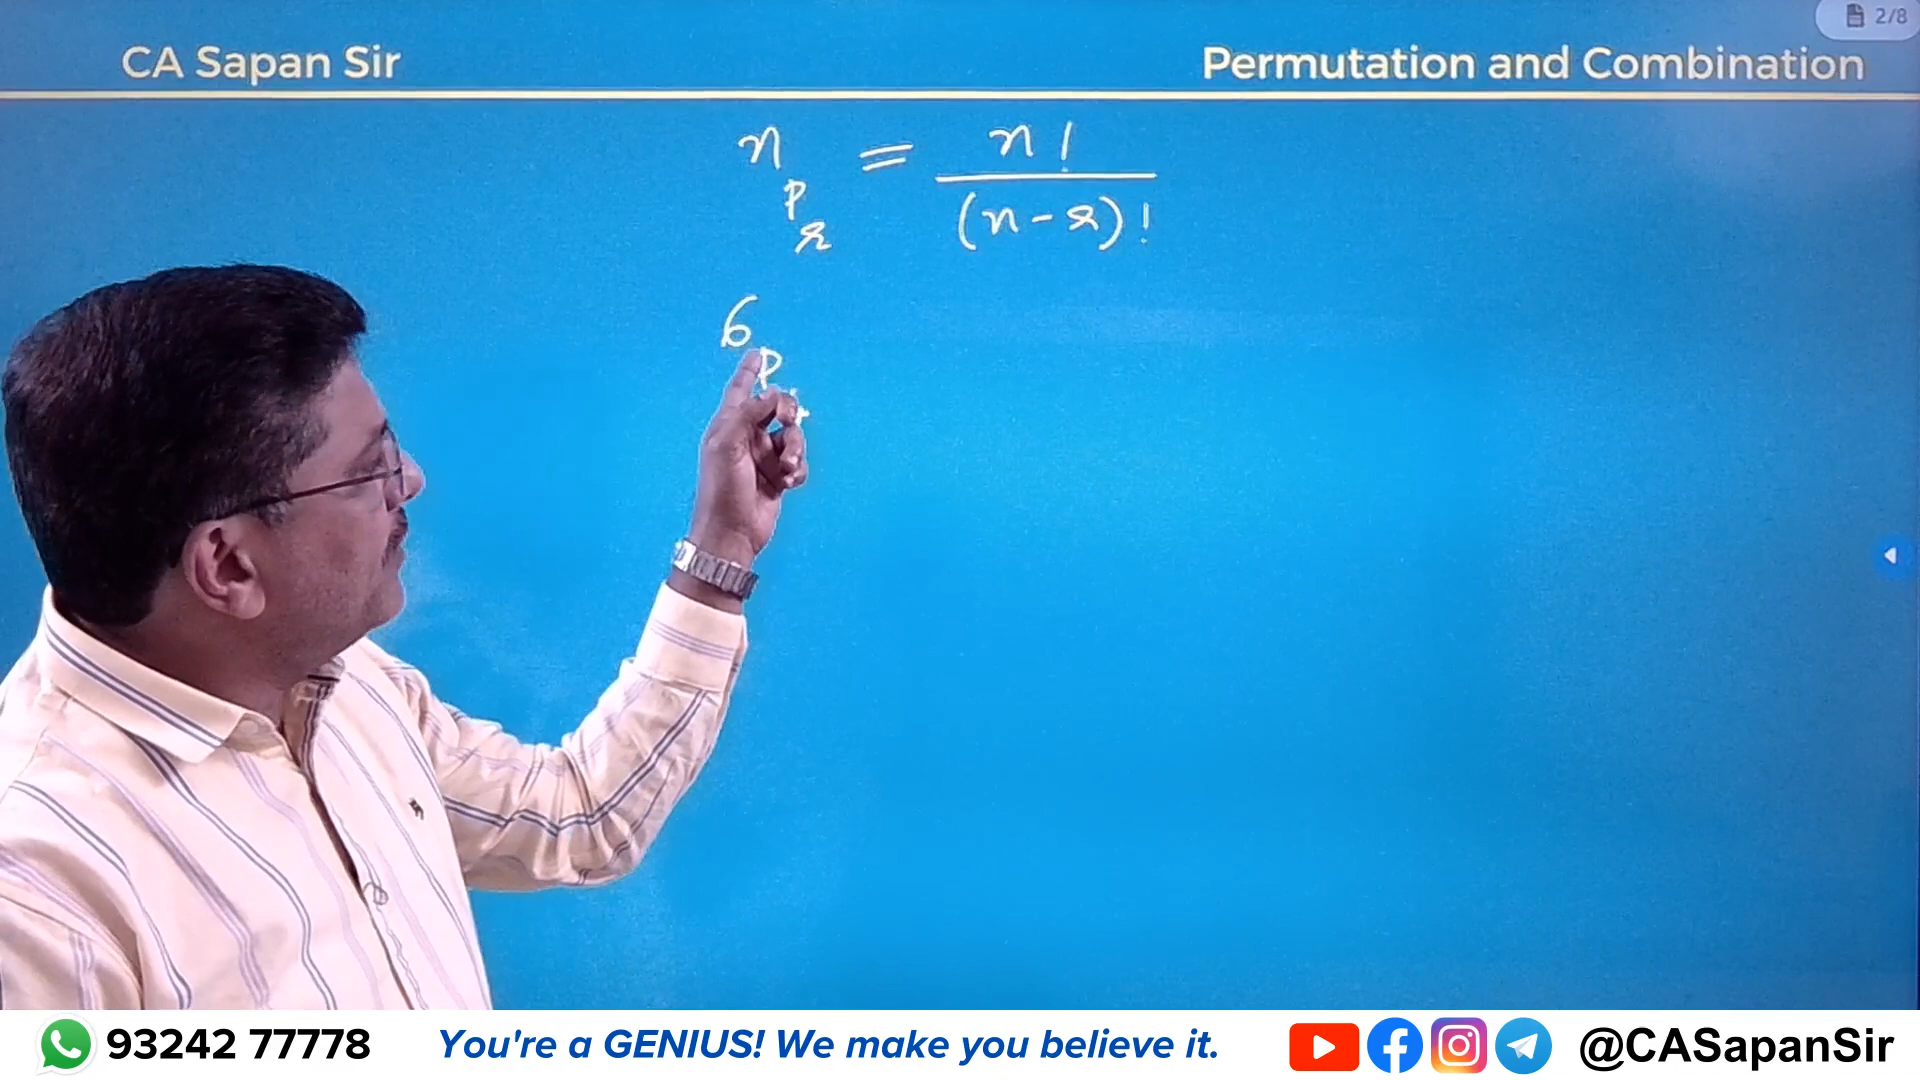 2/8
CA Sapan Sir
Permutation and Combination
n P r = n! / (n - r)!
6 P
93242 77778
You're a GENIUS! We make you believe it.
@CASapanSir